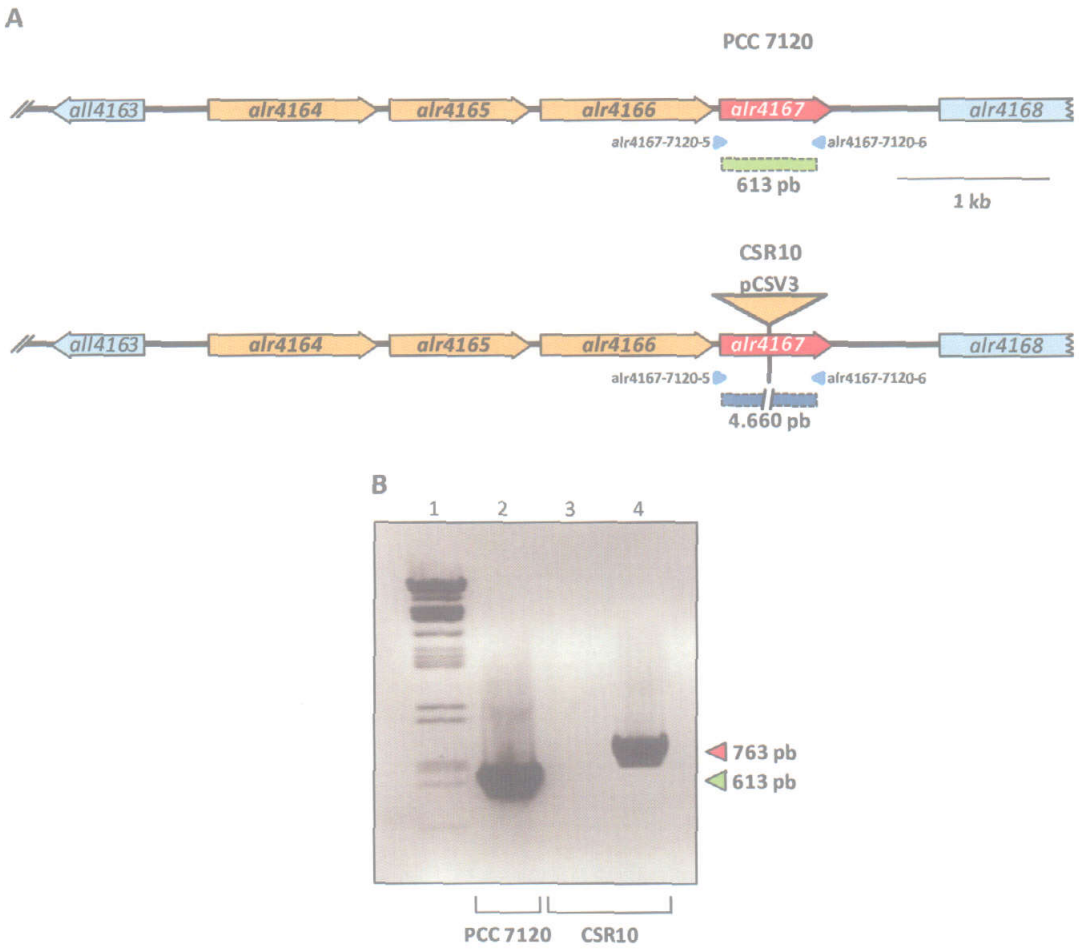 A
PCC 7120
all4163 alr4164 alr4165 alr4166 alr4167 alr4168
alr4167-7120-5 alr4167-7120-6
613 pb
1 kb
CSR10
pCSV3
all4163 alr4164 alr4165 alr4166 alr4167 alr4168
alr4167-7120-5 alr4167-7120-6
4.660 pb
B
1 2 3 4
763 pb
613 pb
PCC 7120 CSR10